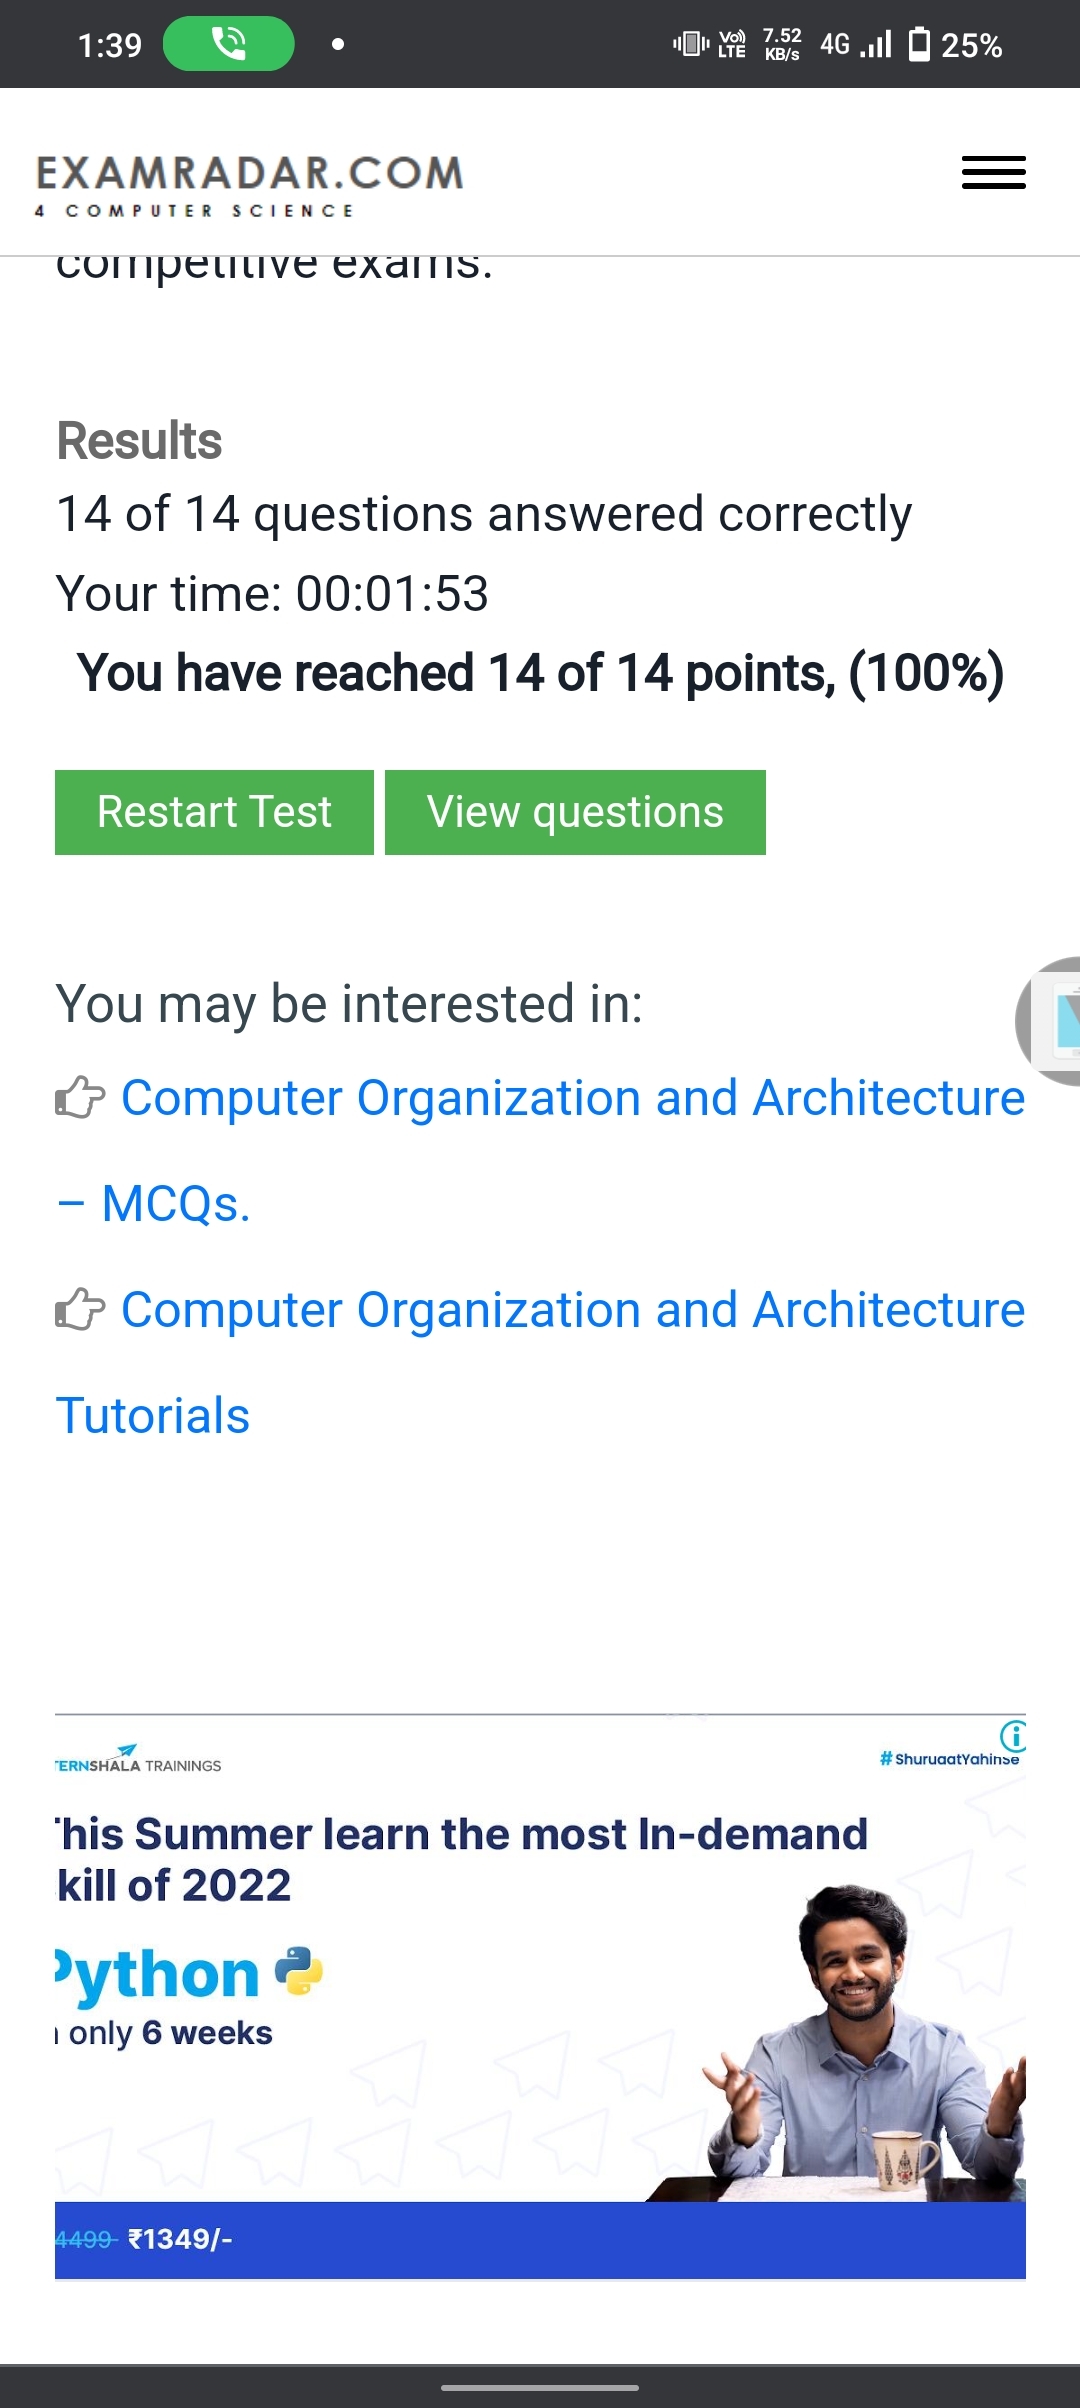 1:39
Vo)) LTE 7.52 KB/s 4G 25%
EXAMRADAR.COM
4 COMPUTER SCIENCE
competitive exams.
Results
14 of 14 questions answered correctly
Your time: 00:01:53
You have reached 14 of 14 points, (100%)
Restart Test View questions
You may be interested in:
Computer Organization and Architecture
– MCQs.
Computer Organization and Architecture
Tutorials
TERNSHALA TRAININGS
#ShuruaatYahinse
his Summer learn the most In-demand
kill of 2022
Python
only 6 weeks
4499 ₹1349/-